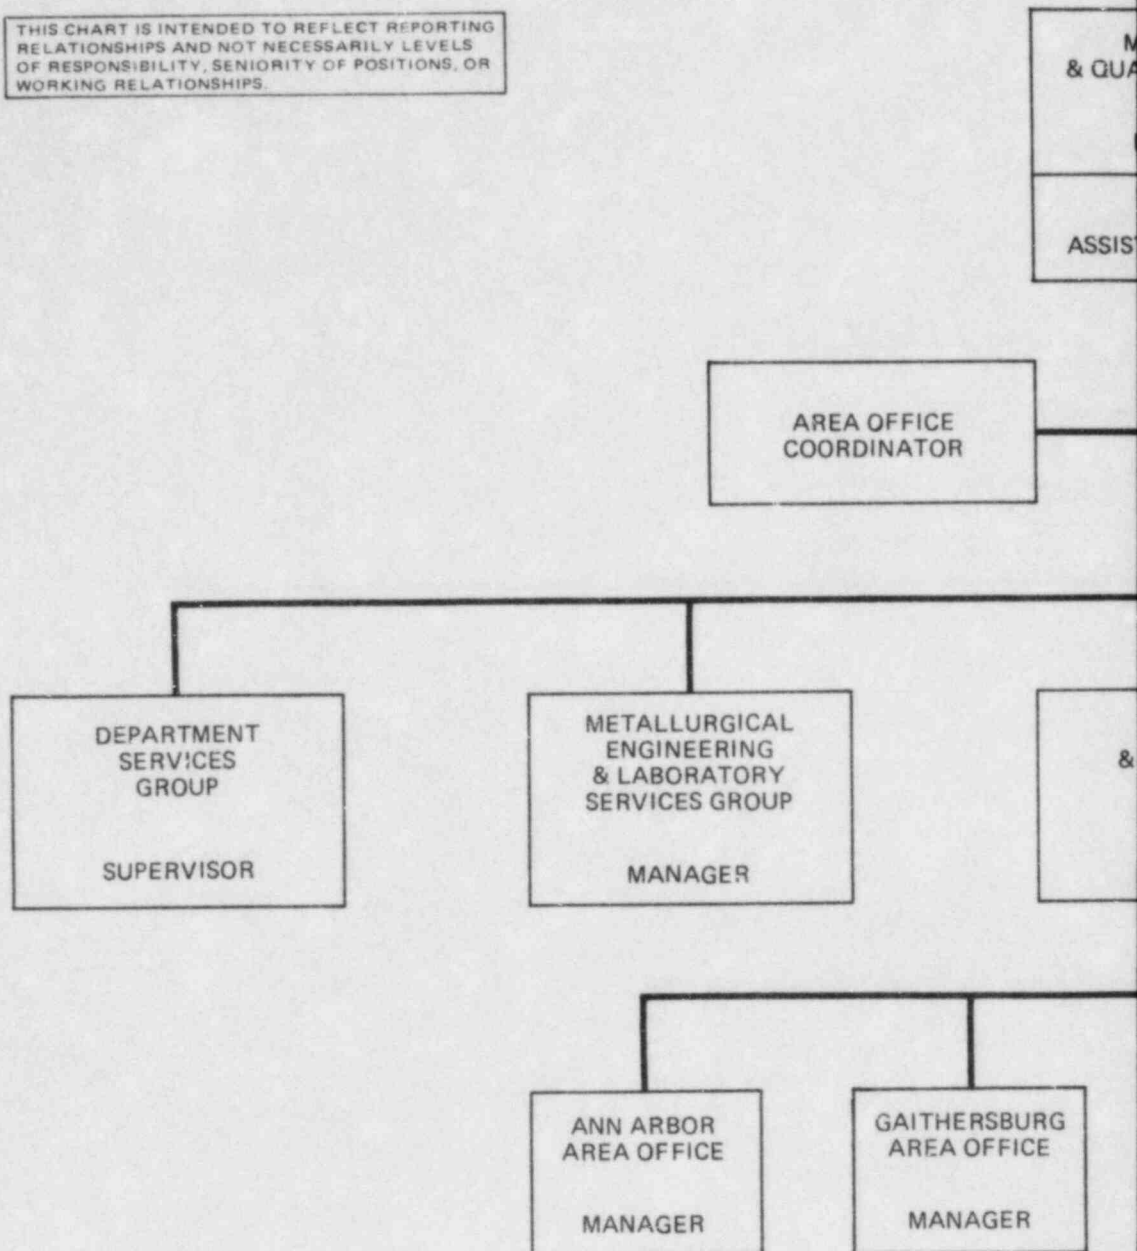 THIS CHART IS INTENDED TO REFLECT REPORTING
RELATIONSHIPS AND NOT NECESSARILY LEVELS
OF RESPONSIBILITY, SENIORITY OF POSITIONS, OR
WORKING RELATIONSHIPS.
M
& QUA
ASSIST
AREA OFFICE
COORDINATOR
DEPARTMENT
SERVICES
GROUP
SUPERVISOR
METALLURGICAL
ENGINEERING
& LABORATORY
SERVICES GROUP
MANAGER
&
ANN ARBOR
AREA OFFICE
MANAGER
GAITHERSBURG
AREA OFFICE
MANAGER